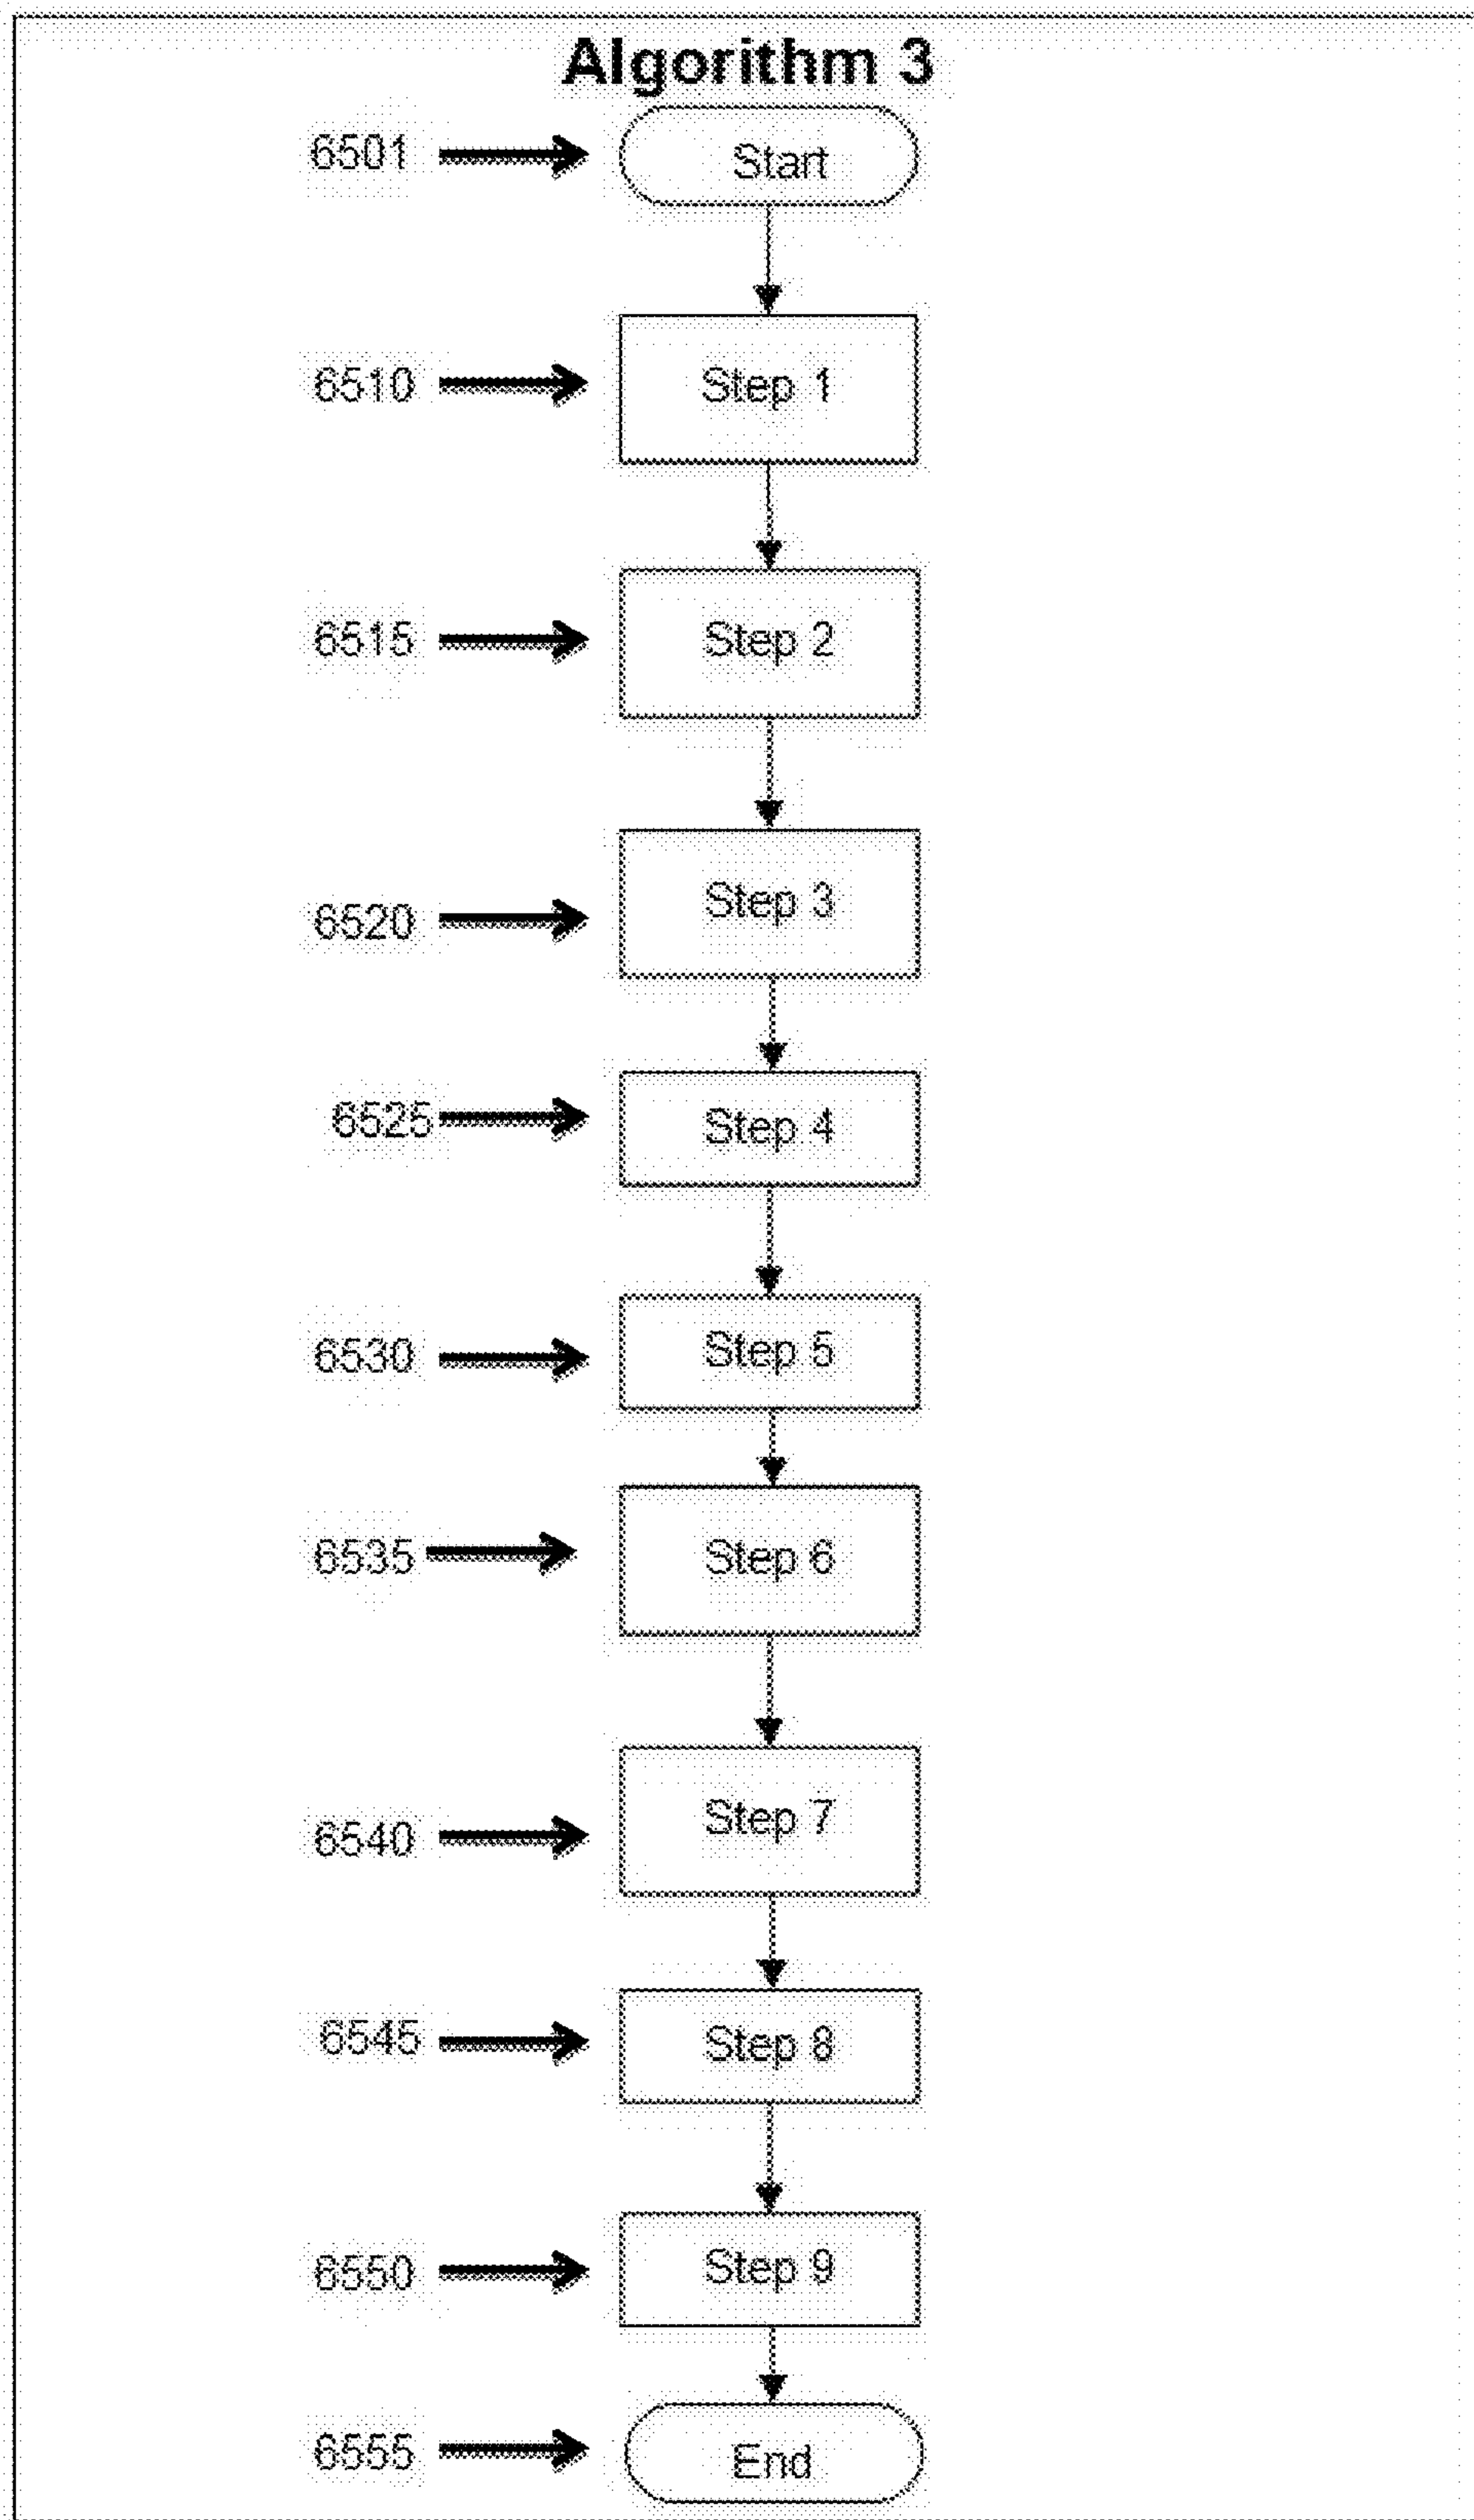 Algorithm 3
6501 Start
6510 Step 1
6515 Step 2
6520 Step 3
6525 Step 4
6530 Step 5
6535 Step 6
6540 Step 7
6545 Step 8
6550 Step 9
6555 End